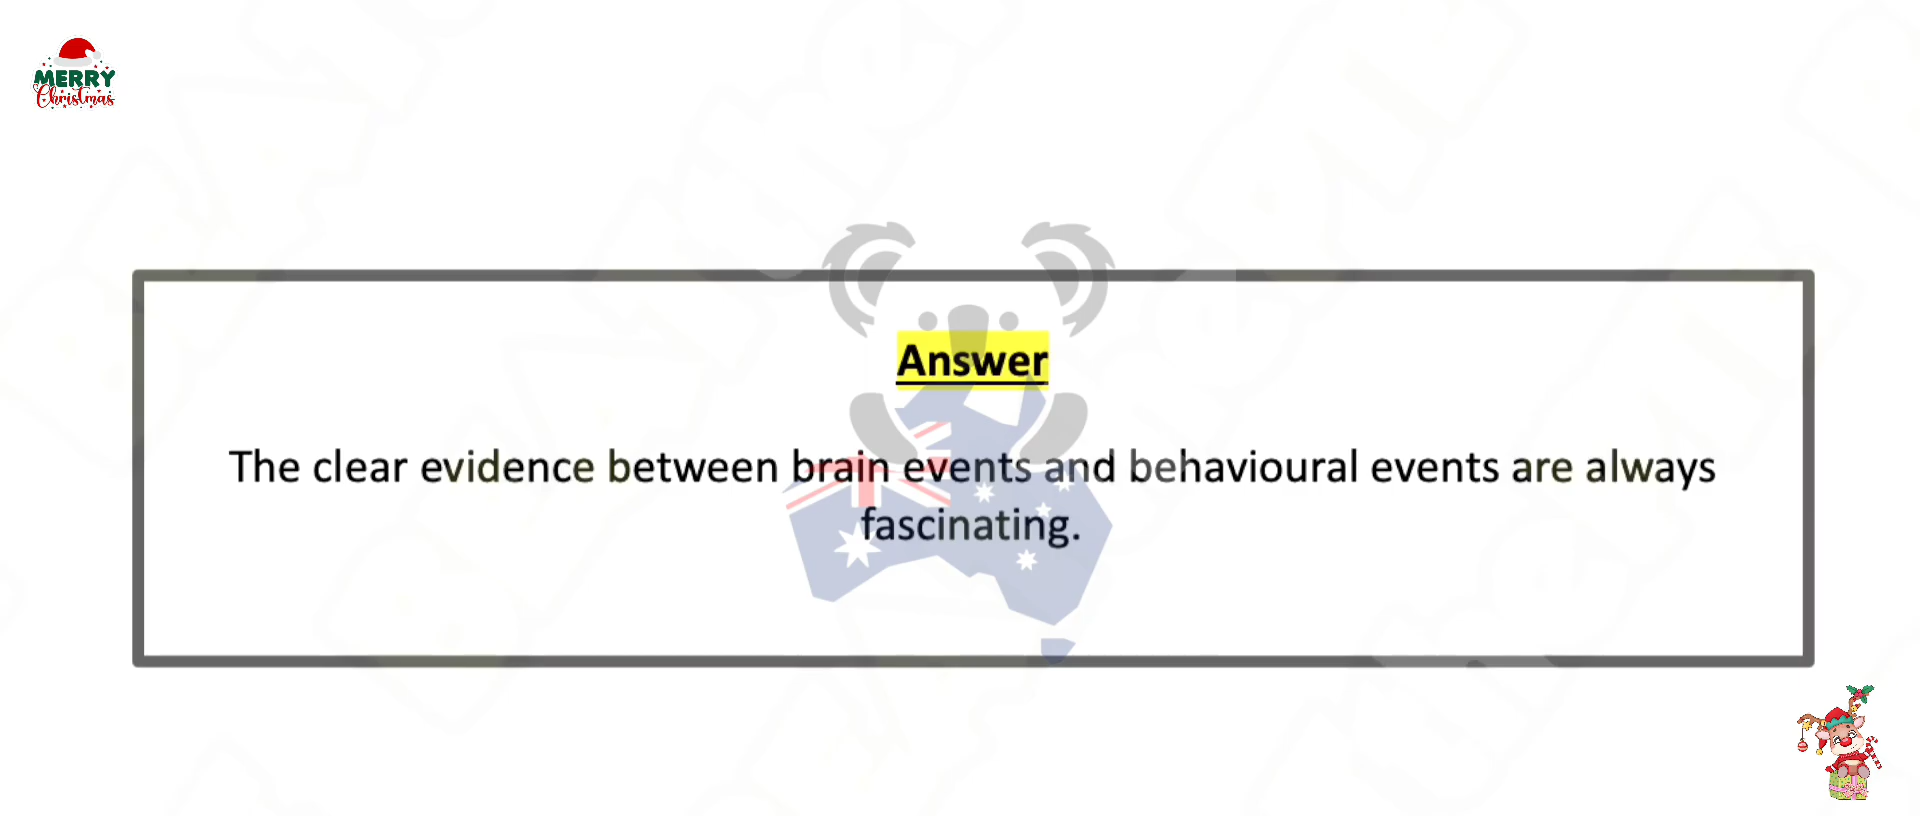 MERRY
Christmas
Answer
The clear evidence between brain events and behavioural events are always
fascinating.